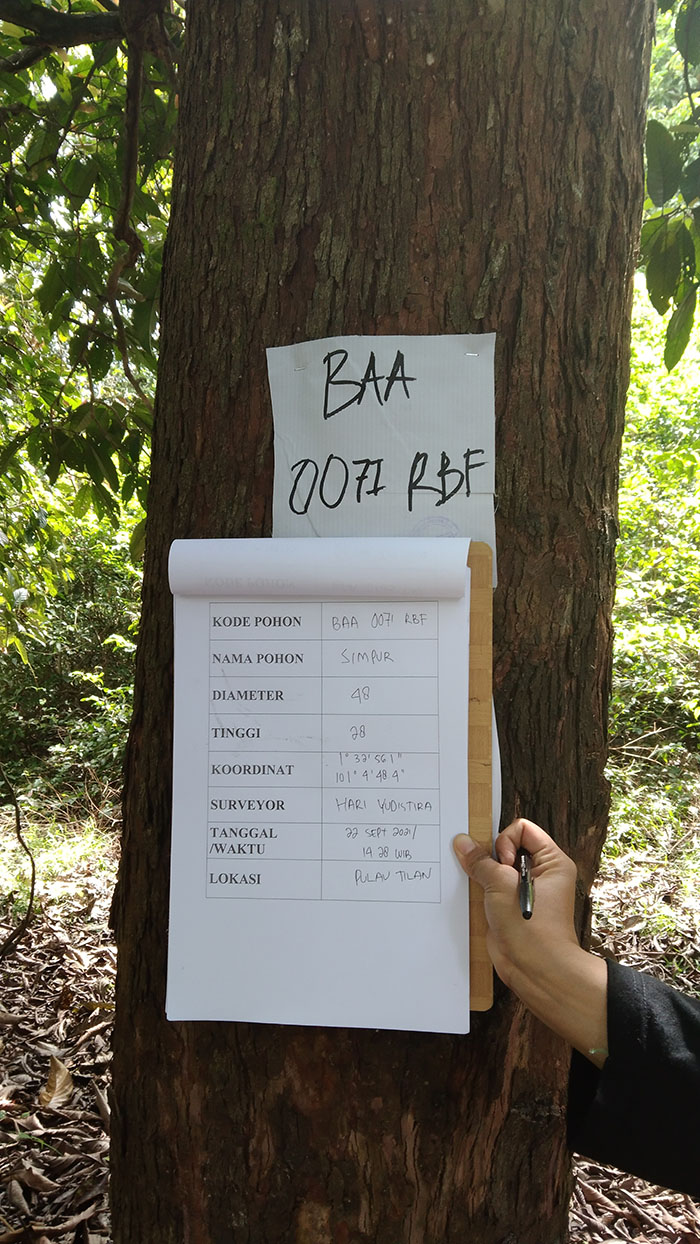 BAA
0071 RBF
KODE POHON BAA 0071 RBF
NAMA POHON SIMPUR
DIAMETER 48
TINGGI 28
KOORDINAT 1° 32' 56 1"
101° 4' 48 4"
SURVEYOR HARI YUDISTIRA
TANGGAL 22 SEPT 2021/
/WAKTU 14 28 WIB
LOKASI PULAU TILAN